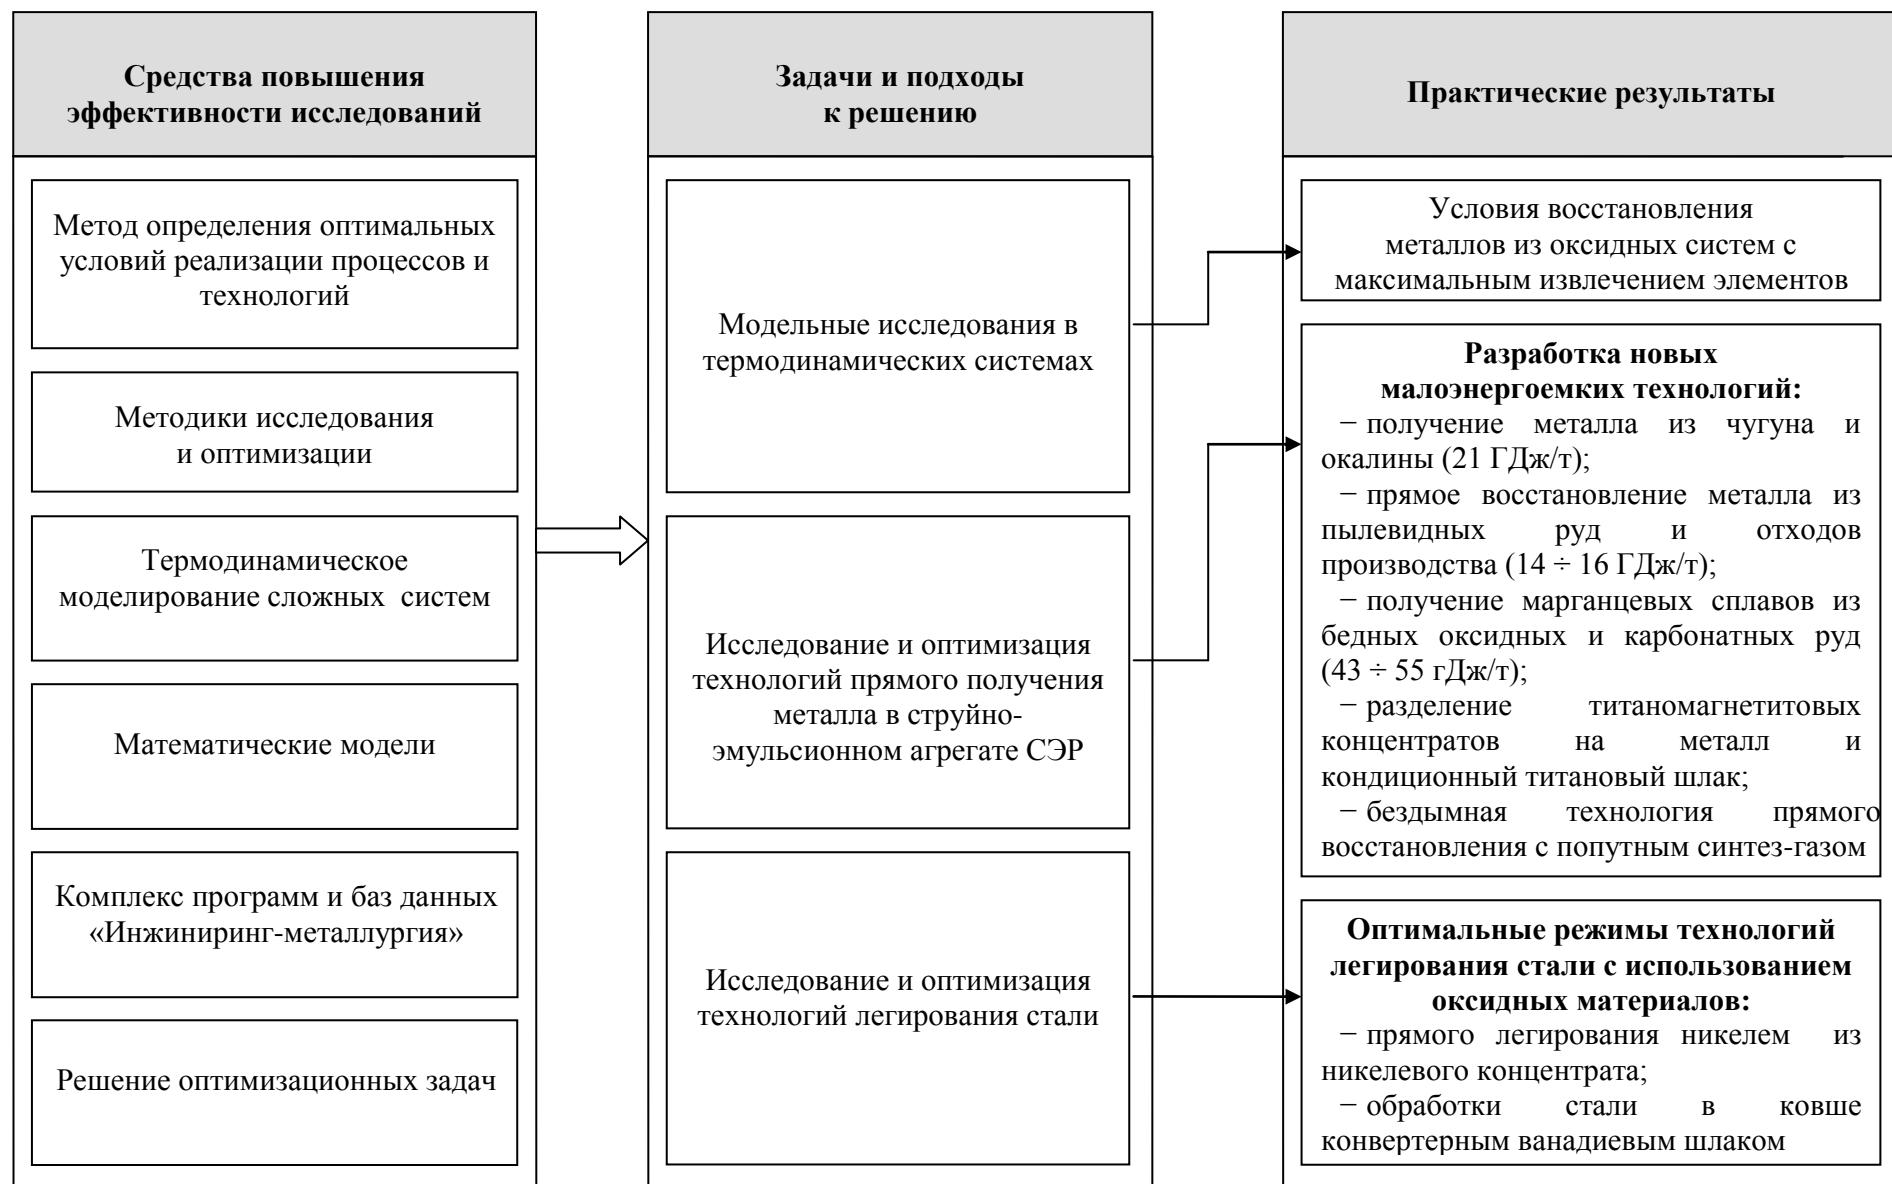 Средства повышения
эффективности исследований
Метод определения оптимальных
условий реализации процессов и
технологий
Методики исследования
и оптимизации
Термодинамическое
моделирование сложных систем
Математические модели
Комплекс программ и баз данных
«Инжиниринг-металлургия»
Решение оптимизационных задач
Задачи и подходы
к решению
Модельные исследования в
термодинамических системах
Исследование и оптимизация
технологий прямого получения
металла в струйно-
эмульсионном агрегате СЭР
Исследование и оптимизация
технологий легирования стали
Практические результаты
Условия восстановления
металлов из оксидных систем с
максимальным извлечением элементов
Разработка новых
малоэнергоемких технологий:
− получение металла из чугуна и
окалины (21 ГДж/т);
− прямое восстановление металла из
пылевидных руд и отходов
производства (14 ÷ 16 ГДж/т);
− получение марганцевых сплавов из
бедных оксидных и карбонатных руд
(43 ÷ 55 гДж/т);
− разделение титаномагнетитовых
концентратов на металл и
кондиционный титановый шлак;
− бездымная технология прямого
восстановления с попутным синтез-газом
Оптимальные режимы технологий
легирования стали с использованием
оксидных материалов:
− прямого легирования никелем из
никелевого концентрата;
− обработки стали в ковше
конвертерным ванадиевым шлаком